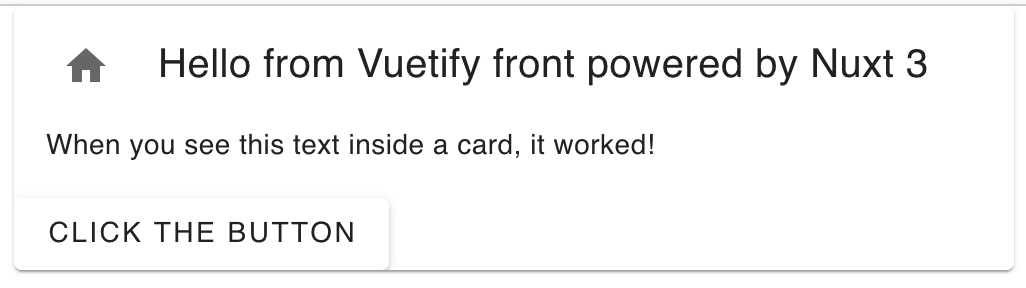 Hello from Vuetify front powered by Nuxt 3
When you see this text inside a card, it worked!
CLICK THE BUTTON